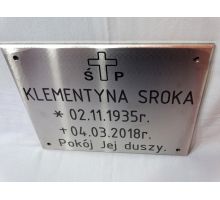 Ś P
KLEMENTYNA SROKA
* 02.11.1935r.
+ 04.03.2018r.
Pokój Jej duszy.